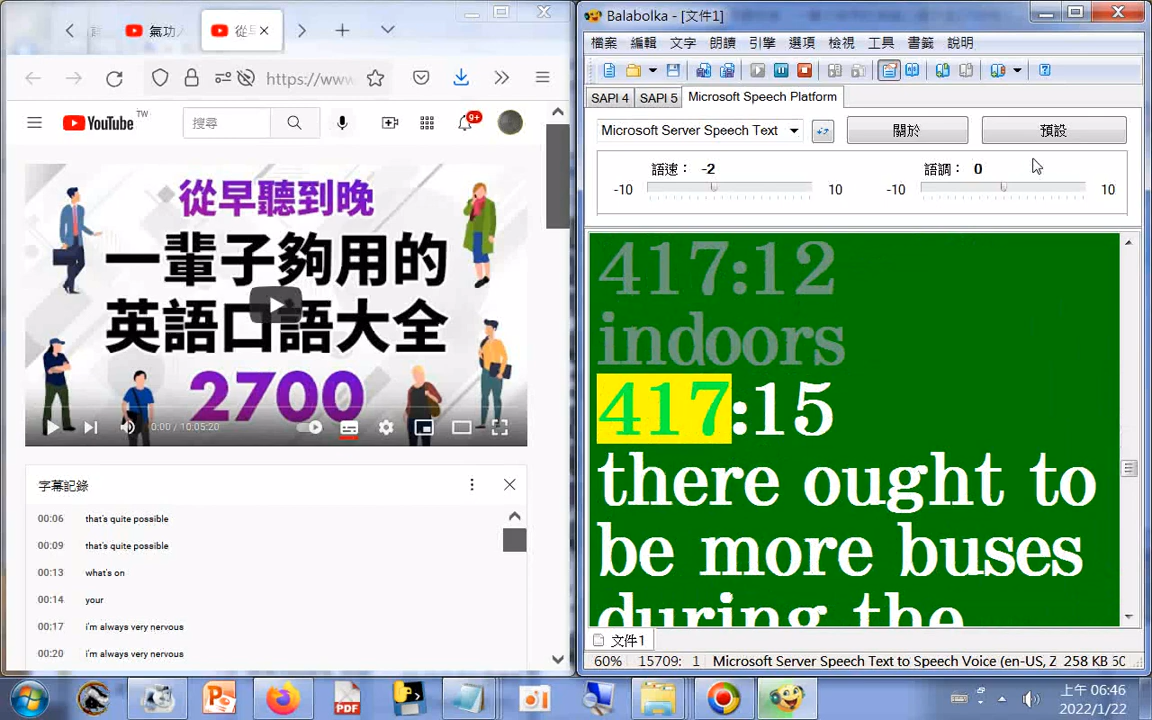 氣功
從
https://www
YouTube TW
搜尋
9+
從早聽到晚
一輩子夠用的
英語口語大全
2700
0:00 / 10:05:20
字幕記錄
00:06 that's quite possible
00:09 that's quite possible
00:13 what's on
00:14 your
00:17 i'm always very nervous
00:20 i'm always very nervous
Balabolka - [文件1]
檔案 編輯 文字 朗讀 引擎 選項 檢視 工具 書籤 說明
SAPI 4 SAPI 5 Microsoft Speech Platform
Microsoft Server Speech Text 關於 預設
語速： -2 語調： 0
-10 10 -10 10
417:12
indoors
417:15
there ought to
be more buses
during the
文件1
60% 15709: 1 Microsoft Server Speech Text to Speech Voice (en-US, Z 258 KB
PDF
上午 06:46
2022/1/22